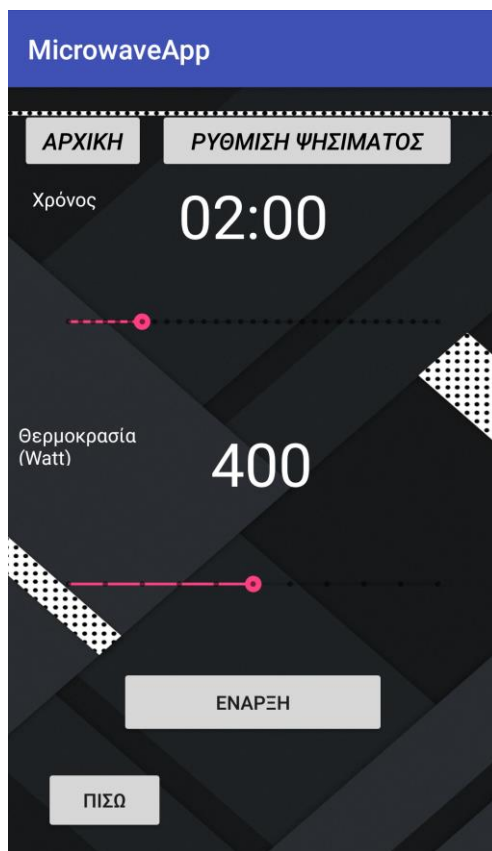 MicrowaveApp
ΑΡΧΙΚΗ
ΡΥΘΜΙΣΗ ΨΗΣΙΜΑΤΟΣ
Χρόνος
02:00
Θερμοκρασία
(Watt)
400
ΕΝΑΡΞΗ
ΠΙΣΩ